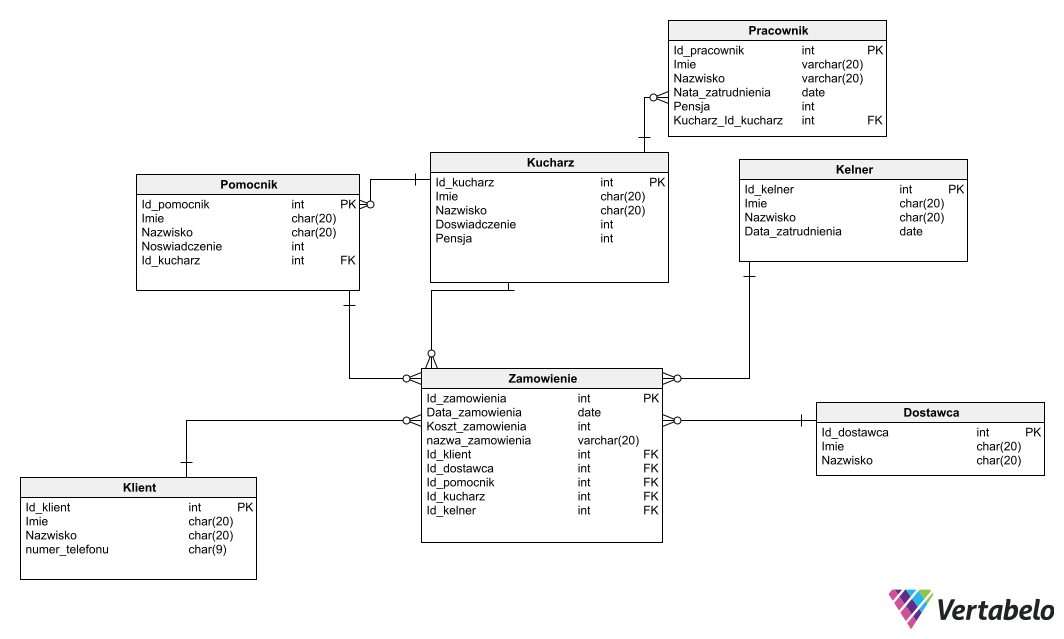 Pracownik
Id_pracownik int PK
Imie varchar(20)
Nazwisko varchar(20)
Nata_zatrudnienia date
Pensja int
Kucharz_Id_kucharz int FK
Kucharz
Id_kucharz int PK
Imie char(20)
Nazwisko char(20)
Doswiadczenie int
Pensja int
Kelner
Id_kelner int PK
Imie char(20)
Nazwisko char(20)
Data_zatrudnienia date
Pomocnik
Id_pomocnik int PK
Imie char(20)
Nazwisko char(20)
Noswiadczenie int
Id_kucharz int FK
Zamowienie
Id_zamowienia int PK
Data_zamowienia date
Koszt_zamowienia int
nazwa_zamowienia varchar(20)
Id_klient int FK
Id_dostawca int FK
Id_pomocnik int FK
Id_kucharz int FK
Id_kelner int FK
Dostawca
Id_dostawca int PK
Imie char(20)
Nazwisko char(20)
Klient
Id_klient int PK
Imie char(20)
Nazwisko char(20)
numer_telefonu char(9)
Vertabelo